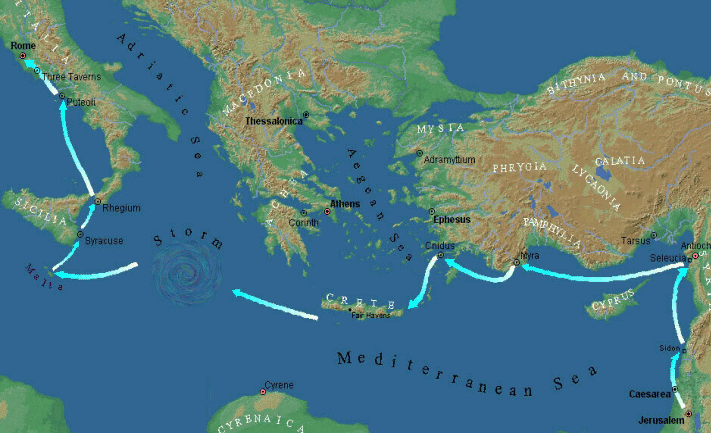 ITALIA
Rome
Adriatic Sea
Three Taverns
Puteoli
MACEDONIA
Thessalonica
BITHYNIA AND PONTUS
MYSTA
Adramyttium
Aegean Sea
PHRYGIA
GALATIA
LYCAONIA
ACHEA
Athens
Corinth
Ephesus
PAMPHYLIA
SICILIA
Rhegium
Syracuse
Storm
Malta
Cnidus
Myra
Tarsus
Antioch
Seleucia
CYPRUS
CRETE
Fair Havens
Mediterranean Sea
Sidon
Cyrene
CYRENAICA
Caesarea
Jerusalem